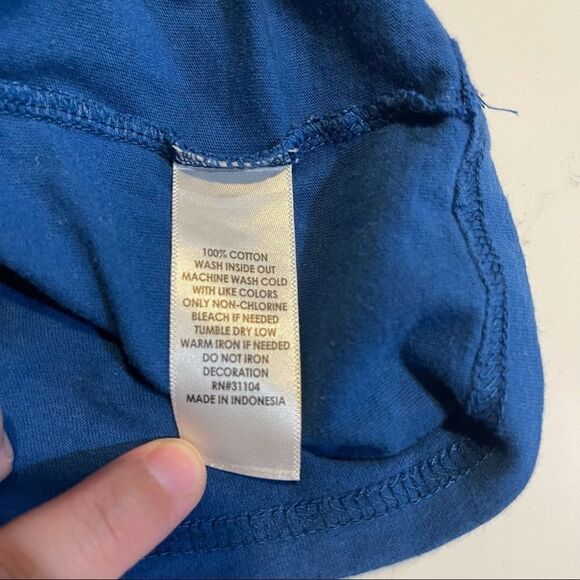 100% COTTON
WASH INSIDE OUT
MACHINE WASH COLD
WITH LIKE COLORS
ONLY NON-CHLORINE
BLEACH IF NEEDED
TUMBLE DRY LOW
WARM IRON IF NEEDED
DO NOT IRON
DECORATION
RN#31104
MADE IN INDONESIA